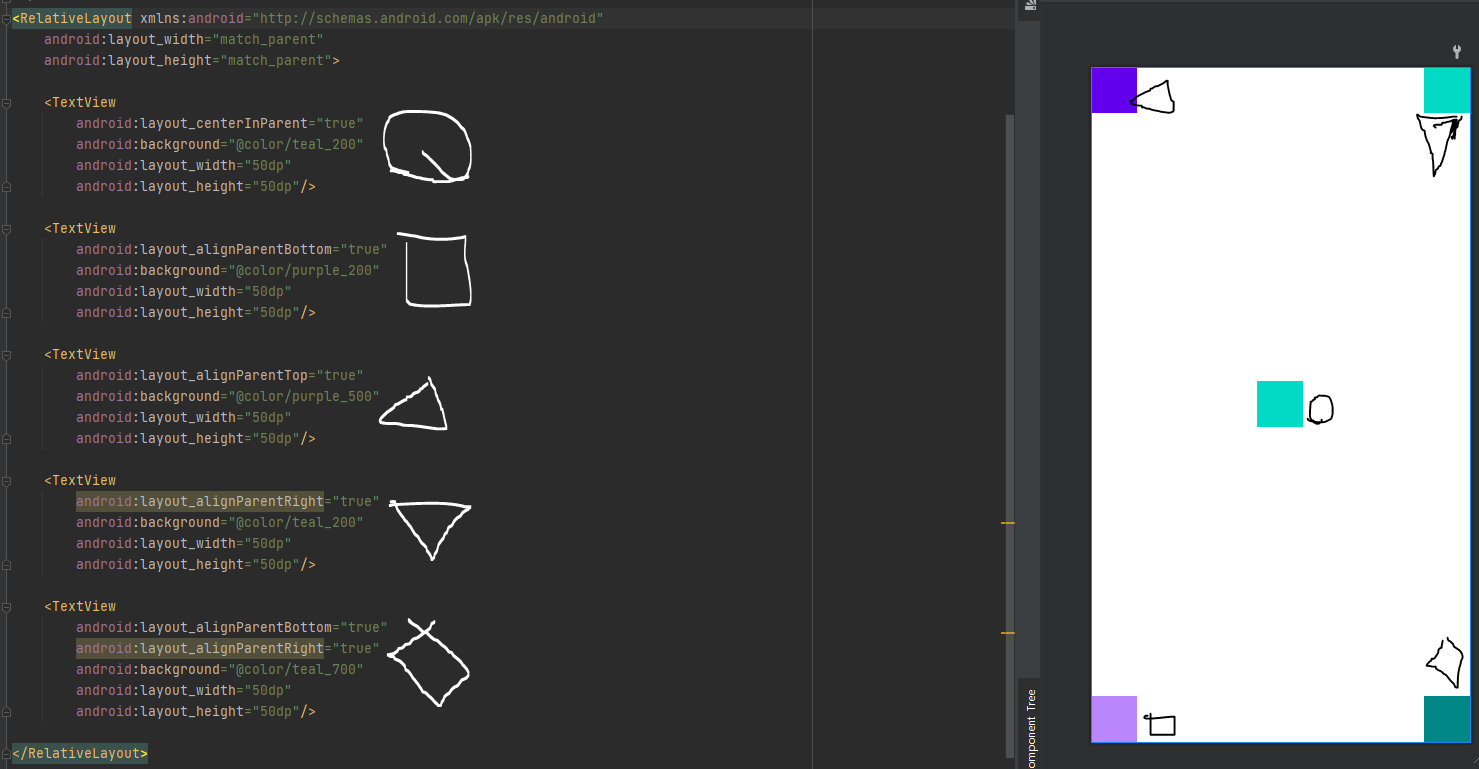 <RelativeLayout xmlns:android="http://schemas.android.com/apk/res/android"
    android:layout_width="match_parent"
    android:layout_height="match_parent">

    <TextView
        android:layout_centerInParent="true"
        android:background="@color/teal_200"
        android:layout_width="50dp"
        android:layout_height="50dp"/>

    <TextView
        android:layout_alignParentBottom="true"
        android:background="@color/purple_200"
        android:layout_width="50dp"
        android:layout_height="50dp"/>

    <TextView
        android:layout_alignParentTop="true"
        android:background="@color/purple_500"
        android:layout_width="50dp"
        android:layout_height="50dp"/>

    <TextView
        android:layout_alignParentRight="true"
        android:background="@color/teal_200"
        android:layout_width="50dp"
        android:layout_height="50dp"/>

    <TextView
        android:layout_alignParentBottom="true"
        android:layout_alignParentRight="true"
        android:background="@color/teal_700"
        android:layout_width="50dp"
        android:layout_height="50dp"/>

</RelativeLayout>
omponent Tree